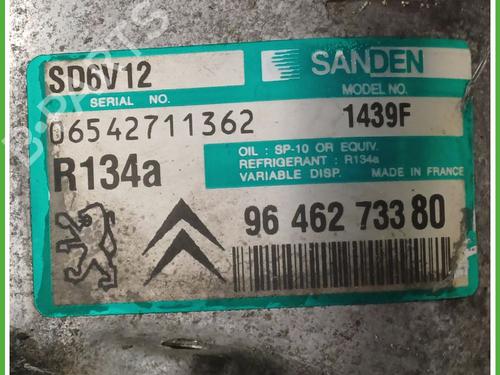 SD6V12
SANDEN
SERIAL NO.
MODEL NO.
06542711362
1439F
R134a
OIL : SP-10 OR EQUIV.
REFRIGERANT : R134a
VARIABLE DISP. MADE IN FRANCE
96 462 733 80
B-PARTS